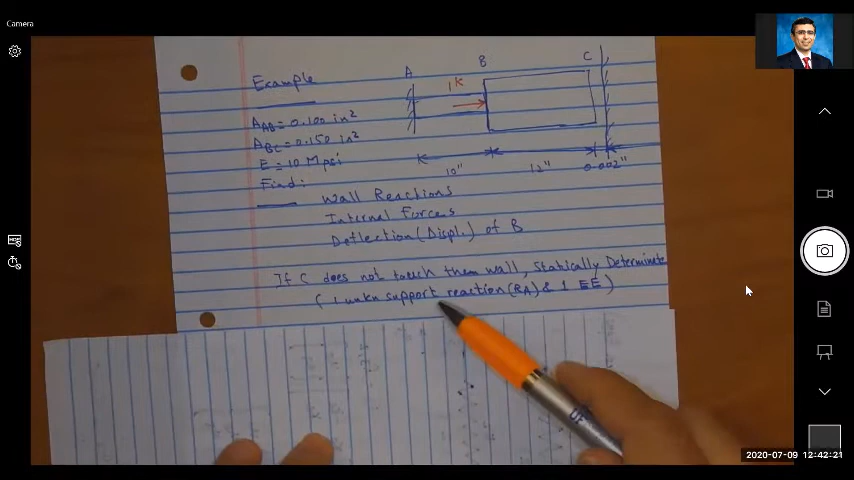 Camera
Example
A B C
1K
A_AB = 0.100 in²
A_BC = 0.150 in²
E = 10 Mpsi
10" 12" 0.002"
Find:
Wall Reactions
Internal Forces
Deflection (Displ.) of B
If C does not touch them wall, Statically Determinate
( 1 unkn support reaction (RA) & 1 EE )
UF
2020-07-09 12:42:21